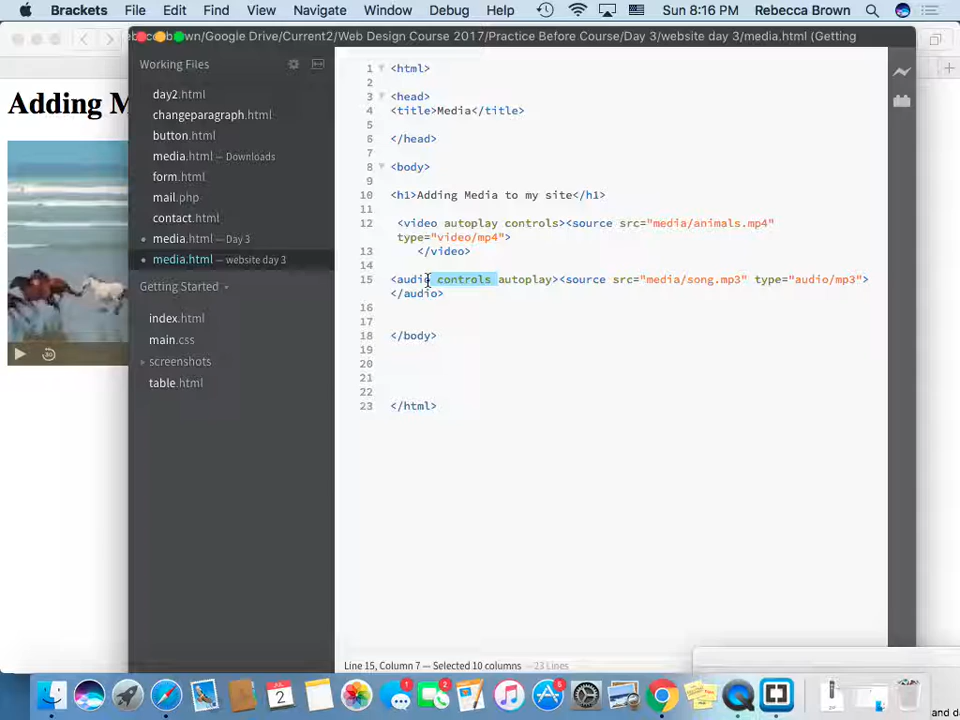 Brackets File Edit Find View Navigate Window Debug Help Sun 8:16 PM Rebecca Brown
/Google Drive/Current2/Web Design Course 2017/Practice Before Course/Day 3/website day 3/media.html (Getting
Adding M
Working Files
day2.html
changeparagraph.html
button.html
media.html — Downloads
form.html
mail.php
contact.html
media.html — Day 3
media.html — website day 3
Getting Started
index.html
main.css
screenshots
table.html
1 <html>
2
3 <head>
4 <title>Media</title>
5
6 </head>
7
8 <body>
9
10 <h1>Adding Media to my site</h1>
11
12 <video autoplay controls><source src="media/animals.mp4"
type="video/mp4">
13 </video>
14
15 <audio controls autoplay><source src="media/song.mp3" type="audio/mp3">
</audio>
16
17
18 </body>
19
20
21
22
23 </html>
Line 15, Column 7 — Selected 10 columns — 23 Lines
and d